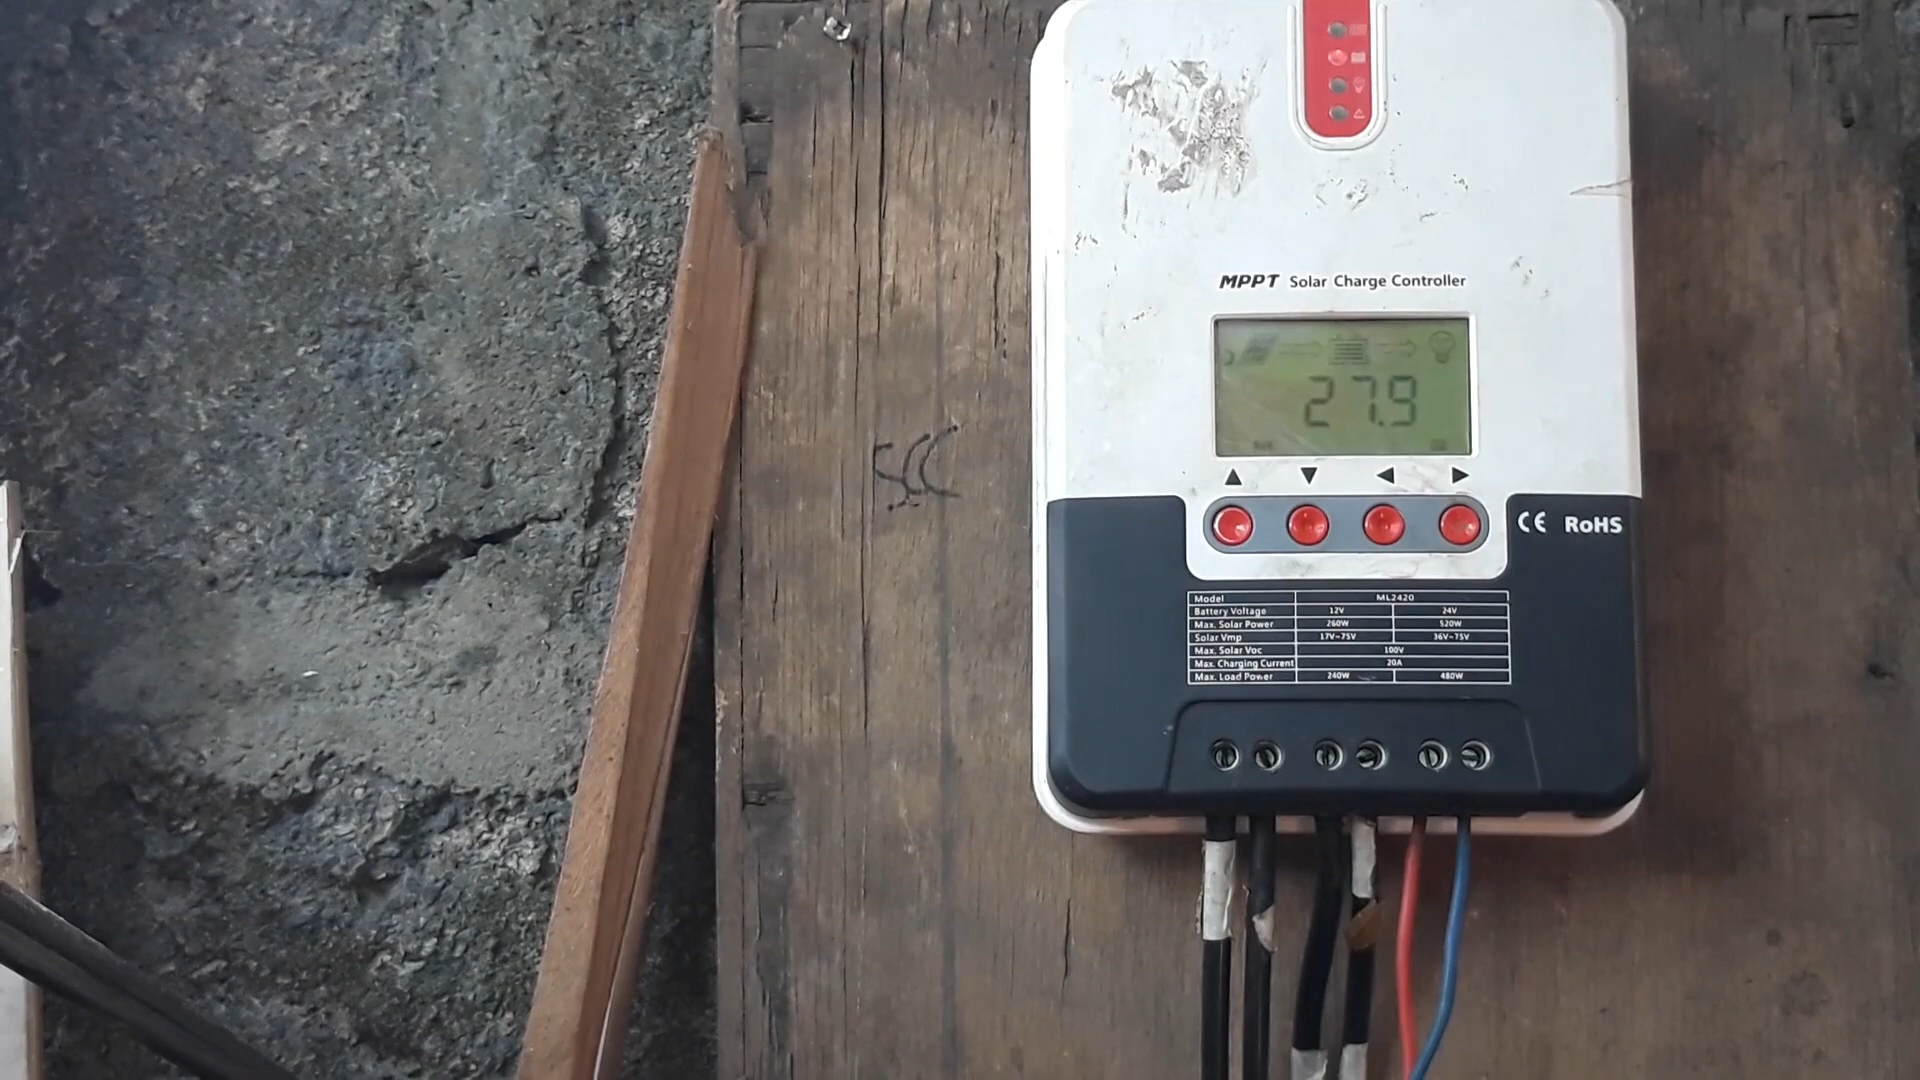 MPPT Solar Charge Controller
27.9
SCC
CE RoHS
Model ML2420
Battery Voltage 12V 24V
Max. Solar Power 260W 520W
Solar Vmp 17V~75V 36V~75V
Max. Solar Voc 100V
Max. Charging Current 20A
Max. Load Power 240W 480W